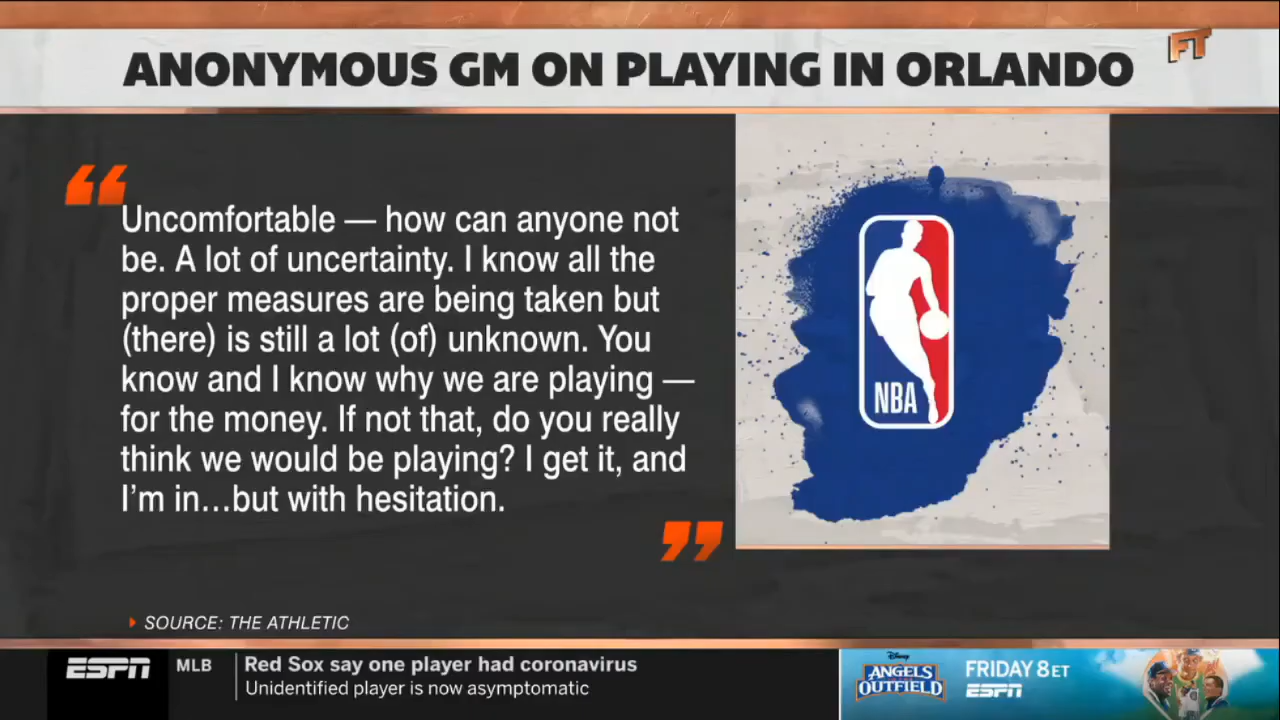 ANONYMOUS GM ON PLAYING IN ORLANDO
FT
“
Uncomfortable — how can anyone not
be. A lot of uncertainty. I know all the
proper measures are being taken but
(there) is still a lot (of) unknown. You
know and I know why we are playing —
for the money. If not that, do you really
think we would be playing? I get it, and
I’m in...but with hesitation.
”
NBA
SOURCE: THE ATHLETIC
ESPN
MLB
Red Sox say one player had coronavirus
Unidentified player is now asymptomatic
Disney
ANGELS
IN THE
OUTFIELD
FRIDAY 8ET
ESPN